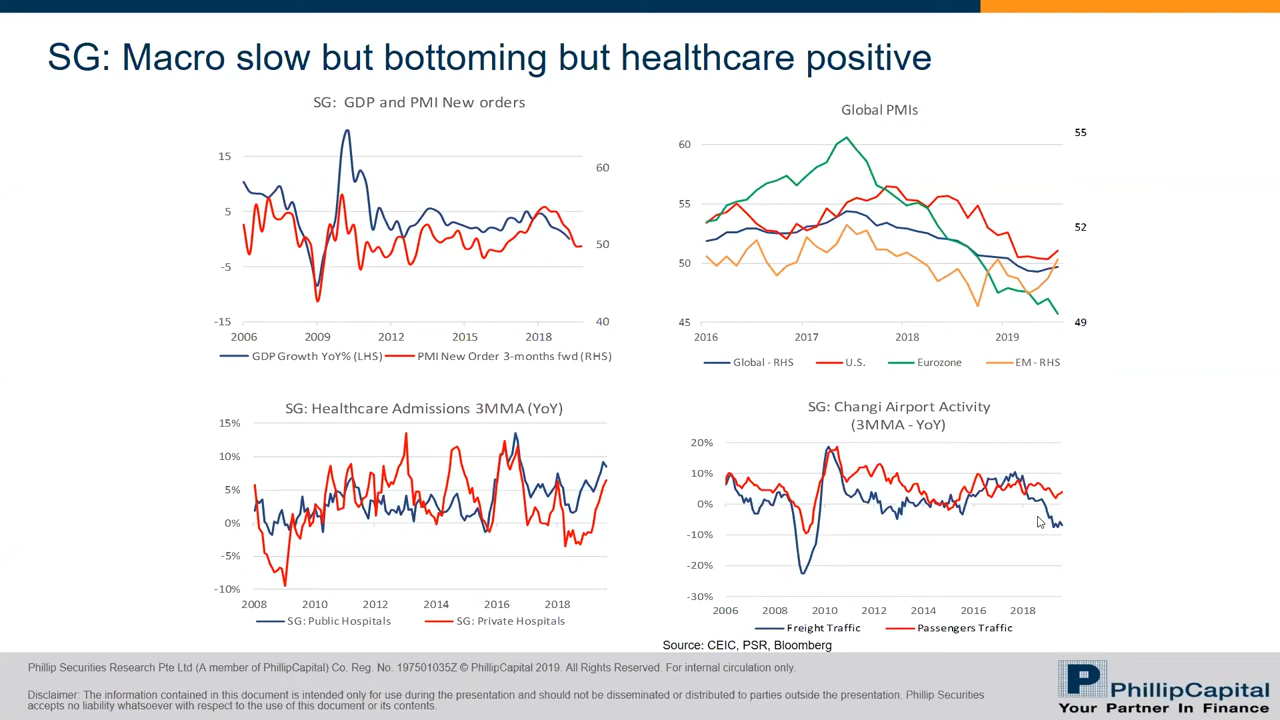 SG: Macro slow but bottoming but healthcare positive
SG: GDP and PMI New orders
15
5
-5
-15
60
50
40
2006 2009 2012 2015 2018
GDP Growth YoY% (LHS) PMI New Order 3-months fwd (RHS)
Global PMIs
60
55
50
45
55
52
49
2016 2017 2018 2019
Global - RHS U.S. Eurozone EM - RHS
SG: Healthcare Admissions 3MMA (YoY)
15%
10%
5%
0%
-5%
-10%
2008 2010 2012 2014 2016 2018
SG: Public Hospitals SG: Private Hospitals
SG: Changi Airport Activity
(3MMA - YoY)
20%
10%
0%
-10%
-20%
-30%
2006 2008 2010 2012 2014 2016 2018
Freight Traffic Passengers Traffic
Source: CEIC, PSR, Bloomberg
Phillip Securities Research Pte Ltd (A member of PhillipCapital) Co. Reg. No. 197501035Z © PhillipCapital 2019. All Rights Reserved. For internal circulation only.
Disclaimer: The information contained in this document is intended only for use during the presentation and should not be disseminated or distributed to parties outside the presentation. Phillip Securities
accepts no liability whatsoever with respect to the use of this document or its contents.
P PhillipCapital
Your Partner In Finance